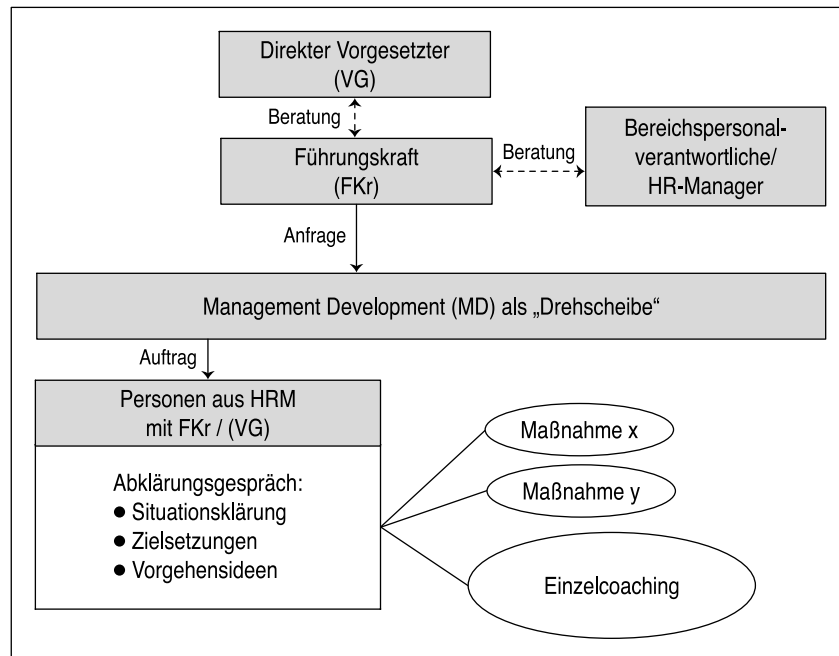 Direkter Vorgesetzter
(VG)
Beratung
Führungskraft
(FKr)
Beratung
Bereichspersonal-
verantwortliche/
HR-Manager
Anfrage
Management Development (MD) als „Drehscheibe“
Auftrag
Personen aus HRM
mit FKr / (VG)
Abklärungsgespräch:
● Situationsklärung
● Zielsetzungen
● Vorgehensideen
Maßnahme x
Maßnahme y
Einzelcoaching